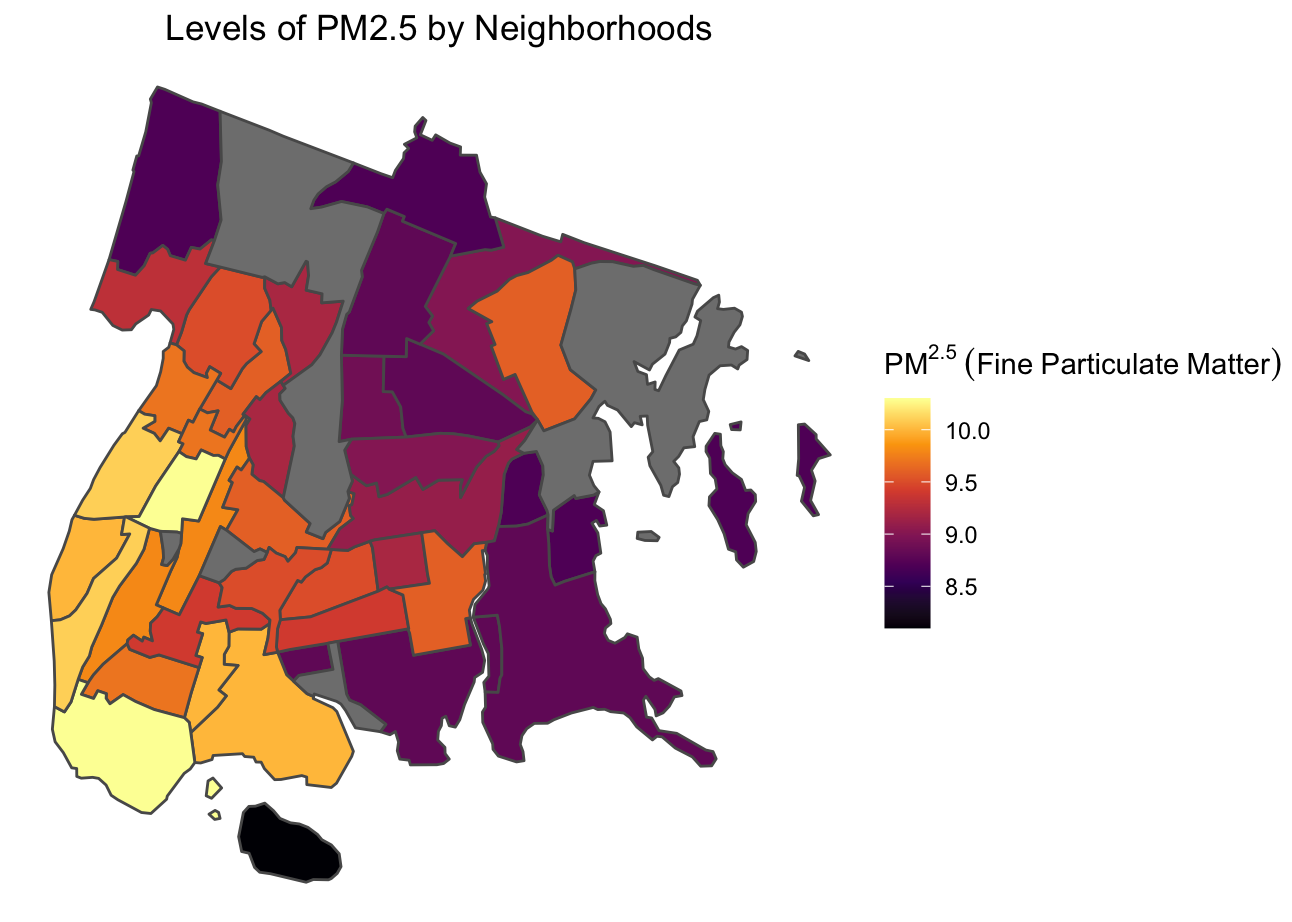 Levels of PM2.5 by Neighborhoods
PM2.5 (Fine Particulate Matter)
10.0
9.5
9.0
8.5